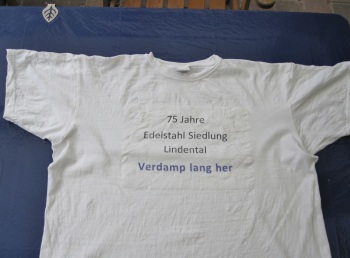 75 Jahre
Edelstahl Siedlung
Lindental
Verdamp lang her